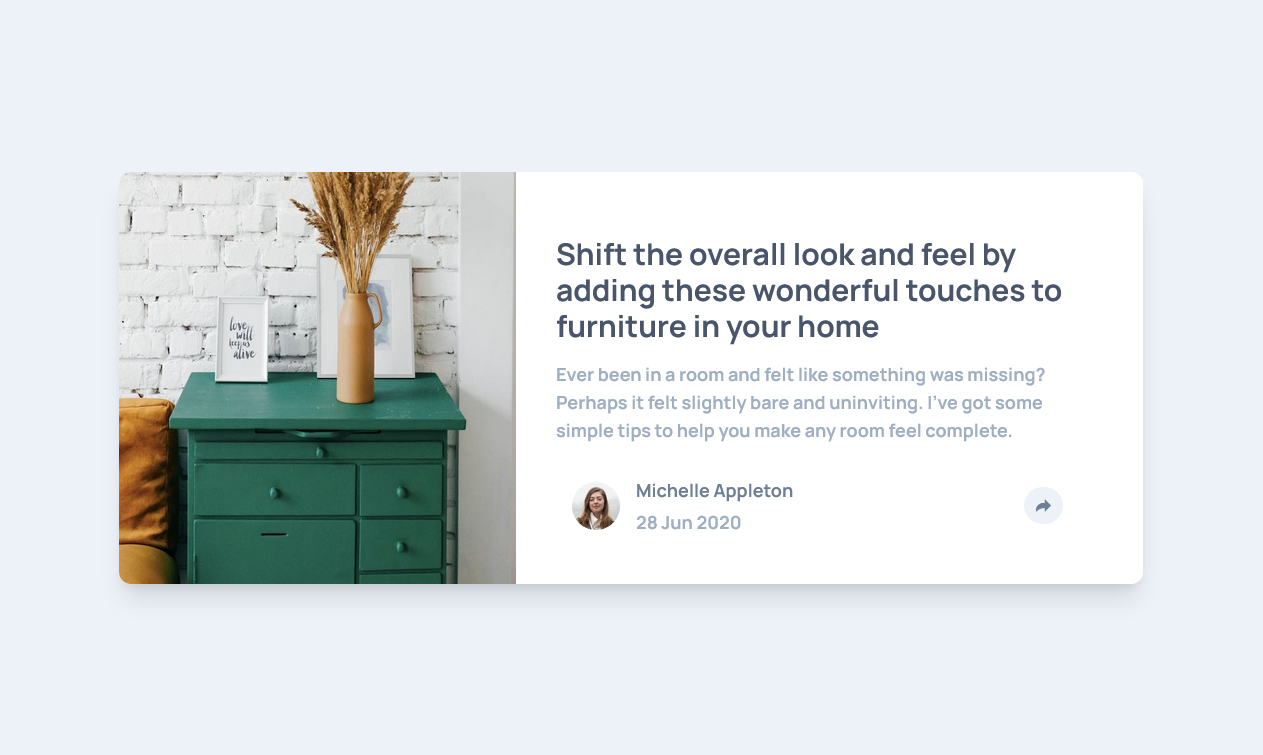 love
will
keep us
alive
Shift the overall look and feel by
adding these wonderful touches to
furniture in your home
Ever been in a room and felt like something was missing?
Perhaps it felt slightly bare and uninviting. I’ve got some
simple tips to help you make any room feel complete.
Michelle Appleton
28 Jun 2020